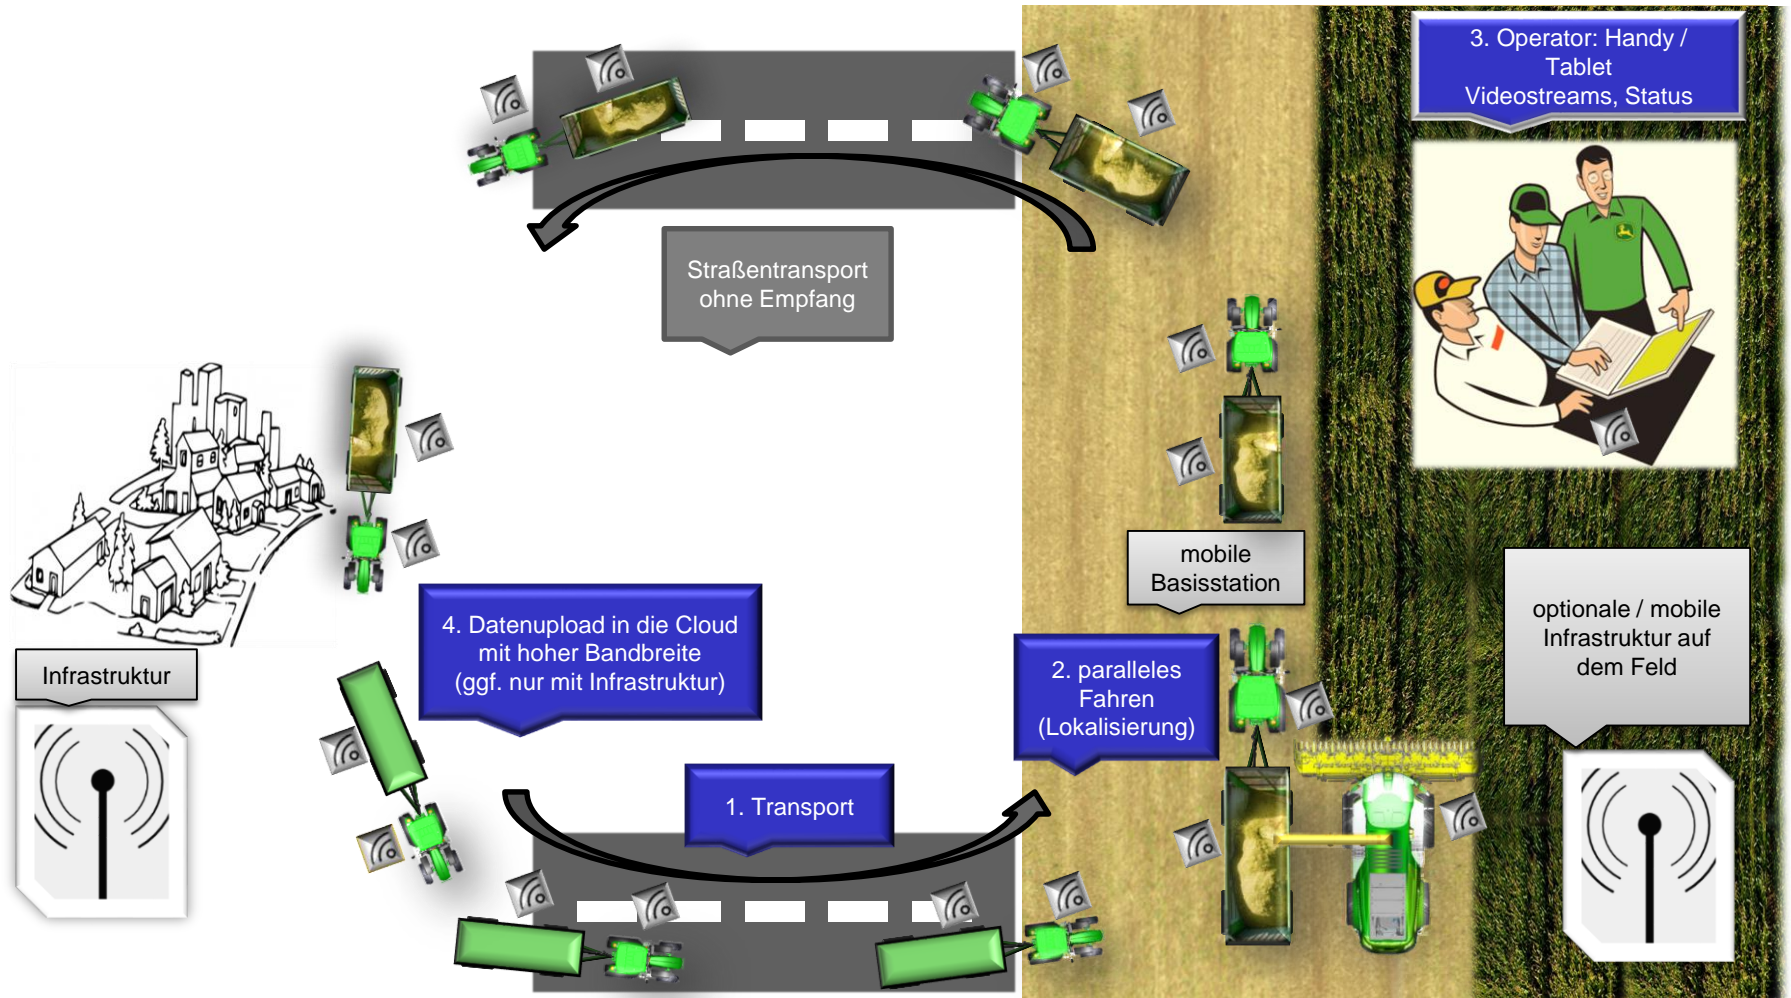 3. Operator: Handy /
Tablet
Videostreams, Status
Straßentransport
ohne Empfang
mobile
Basisstation
optionale / mobile
Infrastruktur auf
dem Feld
4. Datenupload in die Cloud
mit hoher Bandbreite
(ggf. nur mit Infrastruktur)
2. paralleles
Fahren
(Lokalisierung)
Infrastruktur
1. Transport